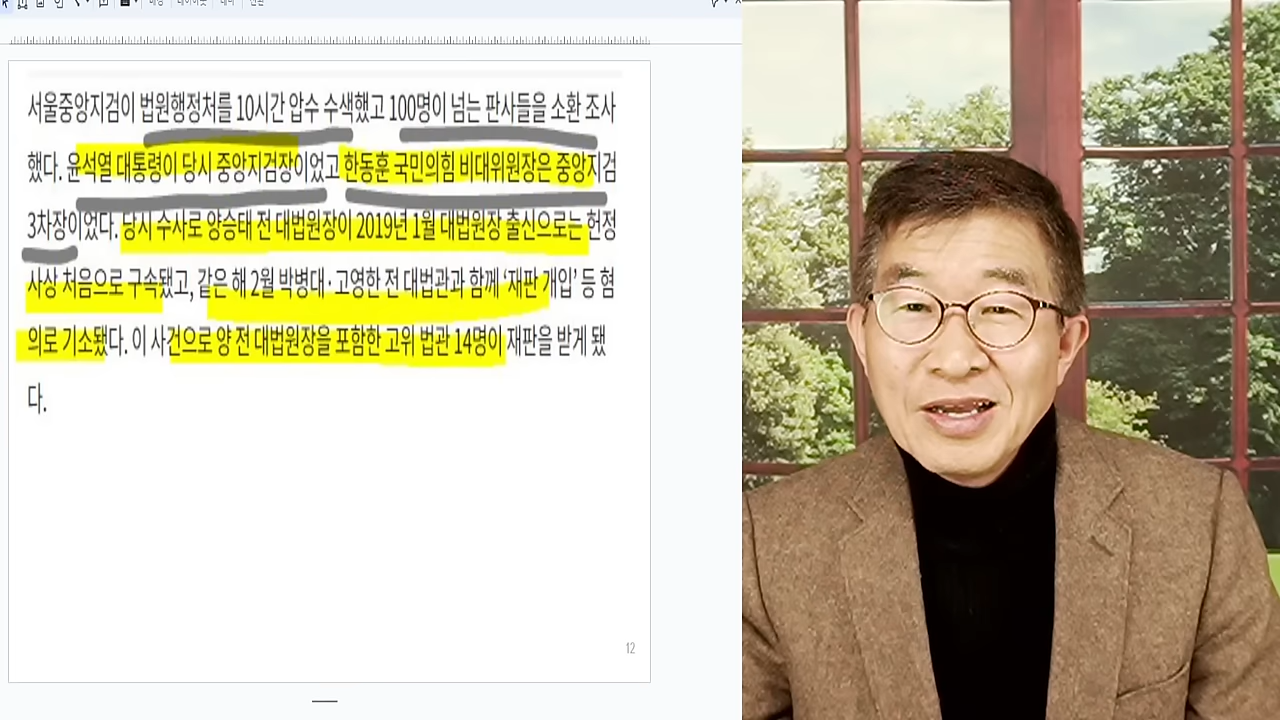 서울중앙지검이 법원행정처를 10시간 압수 수색했고 100명이 넘는 판사들을 소환 조사
했다. 윤석열 대통령이 당시 중앙지검장이었고 한동훈 국민의힘 비대위원장은 중앙지검
3차장이었다. 당시 수사로 양승태 전 대법원장이 2019년 1월 대법원장 출신으로는 헌정
사상 처음으로 구속됐고, 같은 해 2월 박병대·고영한 전 대법관과 함께 ‘재판 개입’ 등 혐
의로 기소됐다. 이 사건으로 양 전 대법원장을 포함한 고위 법관 14명이 재판을 받게 됐
다.
12